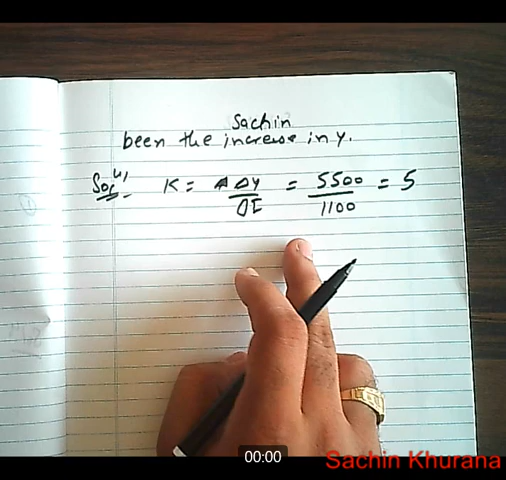 Sachin
been the increase in y.
Sol^n. K = ΔY/ΔI = 5500/1100 = 5
00:00
Sachin Khurana